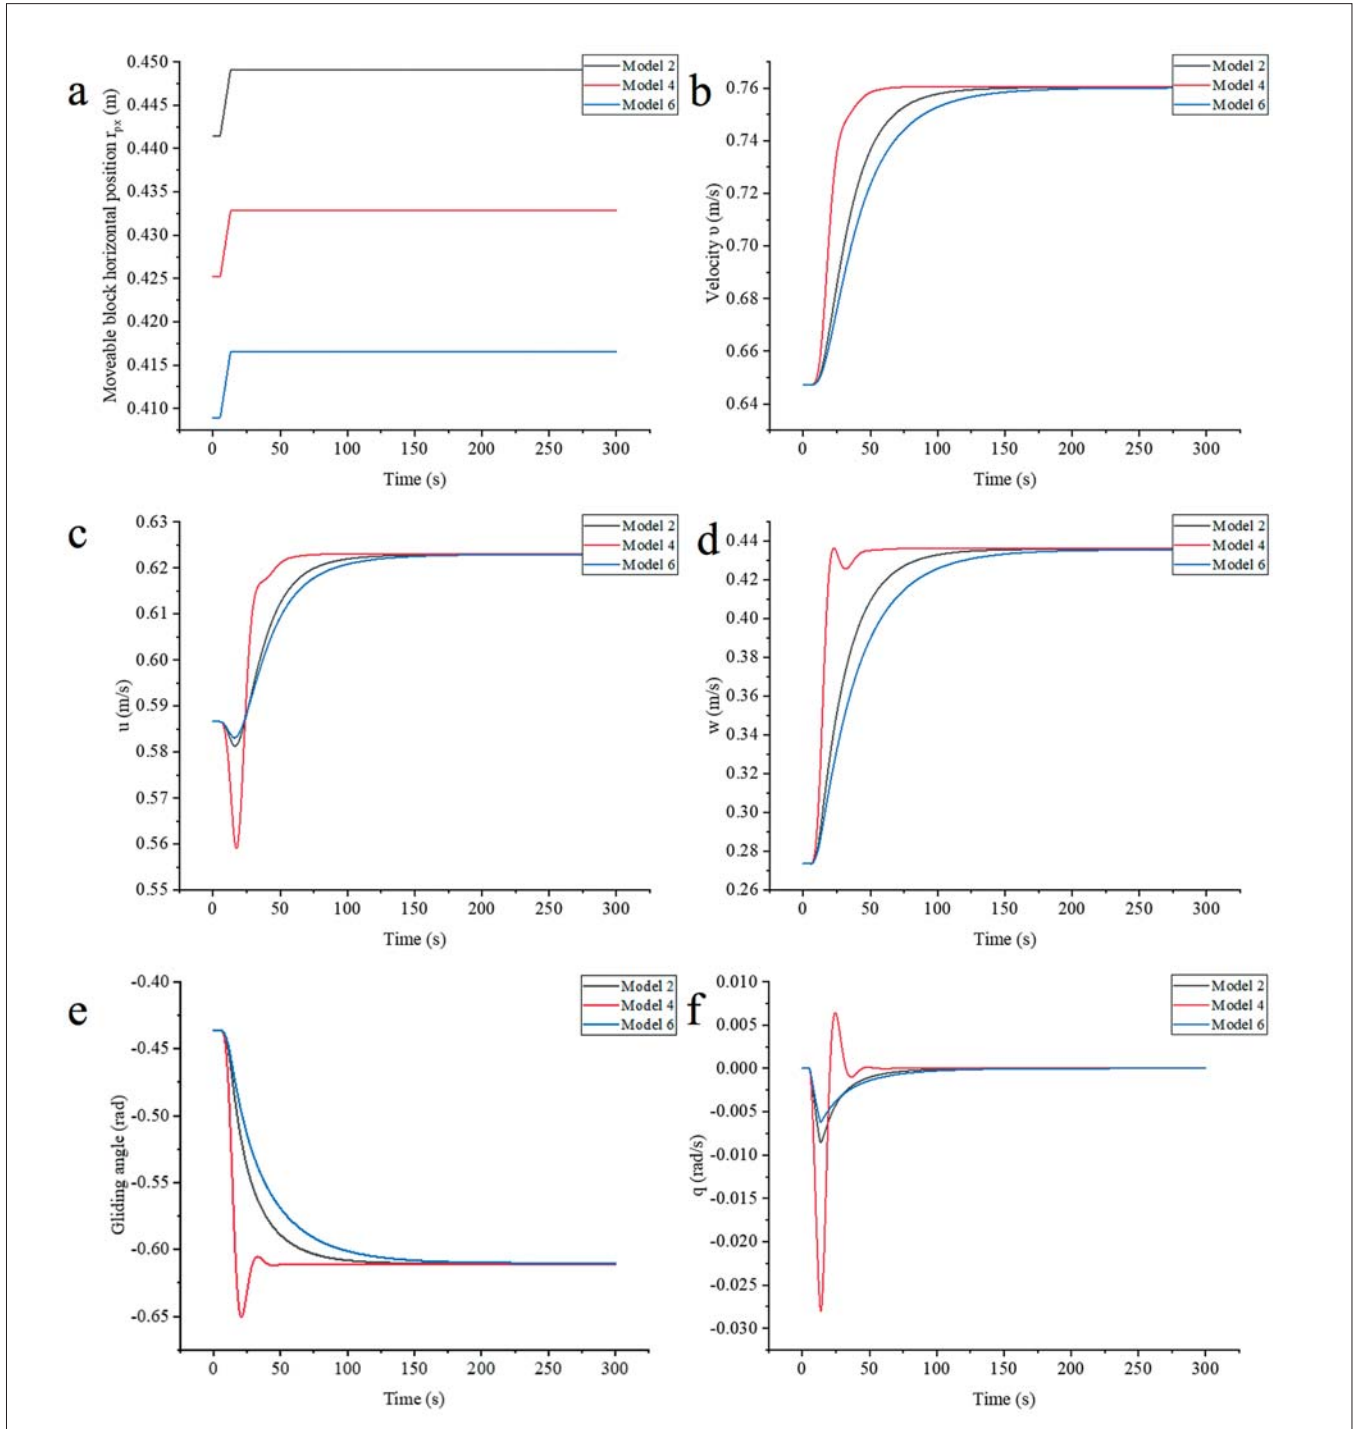 a
Moveable block horizontal position r_px (m)
0.450
0.445
0.440
0.435
0.430
0.425
0.420
0.415
0.410
0 50 100 150 200 250 300
Time (s)
Model 2
Model 4
Model 6
b
Velocity υ (m/s)
0.76
0.74
0.72
0.70
0.68
0.66
0.64
0 50 100 150 200 250 300
Time (s)
Model 2
Model 4
Model 6
c
u (m/s)
0.63
0.62
0.61
0.60
0.59
0.58
0.57
0.56
0.55
0 50 100 150 200 250 300
Time (s)
Model 2
Model 4
Model 6
d
w (m/s)
0.44
0.42
0.40
0.38
0.36
0.34
0.32
0.30
0.28
0.26
0 50 100 150 200 250 300
Time (s)
Model 2
Model 4
Model 6
e
Gliding angle (rad)
-0.40
-0.45
-0.50
-0.55
-0.60
-0.65
0 50 100 150 200 250 300
Time (s)
Model 2
Model 4
Model 6
f
q (rad/s)
0.010
0.005
0.000
-0.005
-0.010
-0.015
-0.020
-0.025
-0.030
0 50 100 150 200 250 300
Time (s)
Model 2
Model 4
Model 6